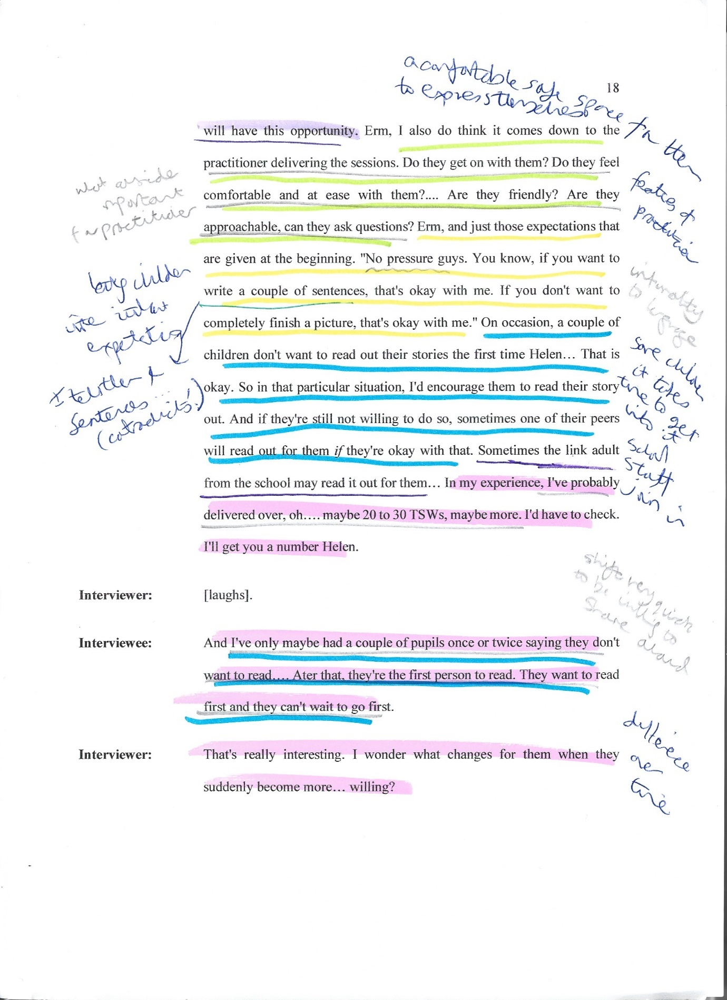 a comfortable safe space for them
to express themselves
18
will have this opportunity. Erm, I also do think it comes down to the
practitioner delivering the sessions. Do they get on with them? Do they feel
comfortable and at ease with them?.... Are they friendly? Are they
approachable, can they ask questions? Erm, and just those expectations that
are given at the beginning. "No pressure guys. You know, if you want to
write a couple of sentences, that's okay with me. If you don't want to
completely finish a picture, that's okay with me." On occasion, a couple of
children don't want to read out their stories the first time Helen... That is
okay. So in that particular situation, I'd encourage them to read their story
out. And if they're still not willing to do so, sometimes one of their peers
will read out for them if they're okay with that. Sometimes the link adult
from the school may read it out for them... In my experience, I've probably
delivered over, oh.... maybe 20 to 30 TSWs, maybe more. I'd have to check.
I'll get you a number Helen.
Interviewer: [laughs].
Interviewee: And I've only maybe had a couple of pupils once or twice saying they don't
want to read.... Ater that, they're the first person to read. They want to read
first and they can't wait to go first.
Interviewer: That's really interesting. I wonder what changes for them when they
suddenly become more... willing?
important
for practitioner
children
expectation
sentences ...
(contradicts!)
features of
practitioner
informality
to language
some children
it takes
time to get
into it
school
staff
join in
shift very quick
to be willing to
share aloud
difference
over
time